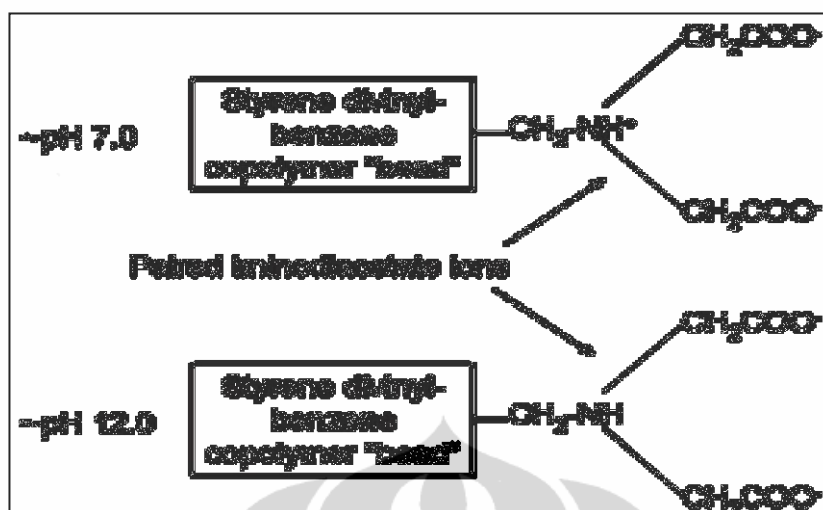 CH₂COO⁻
Styrene divinyl-
benzene
copolymer "bead"
~pH 7.0
CH₂-NH⁺
CH₂COO⁻
Paired iminodiacetate ions
CH₂COO⁻
Styrene divinyl-
benzene
copolymer "bead"
~pH 12.0
CH₂-NH
CH₂COO⁻